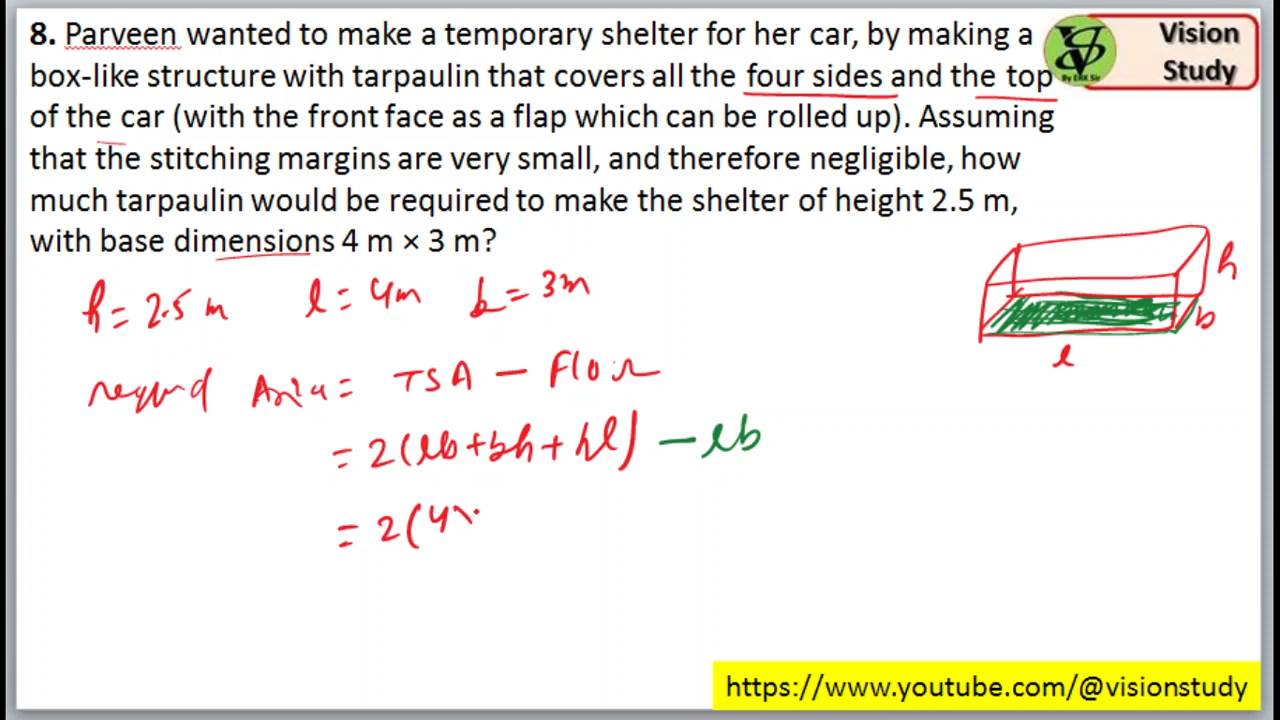 8. Parveen wanted to make a temporary shelter for her car, by making a
box-like structure with tarpaulin that covers all the four sides and the top
of the car (with the front face as a flap which can be rolled up). Assuming
that the stitching margins are very small, and therefore negligible, how
much tarpaulin would be required to make the shelter of height 2.5 m,
with base dimensions 4 m × 3 m?
Vision
Study
By ERK Sir
h = 2.5 m l = 4m b = 3m
h
b
l
Area = TSA - Floor
= 2(lb+bh+hl) - lb
= 2(4×
https://www.youtube.com/@visionstudy